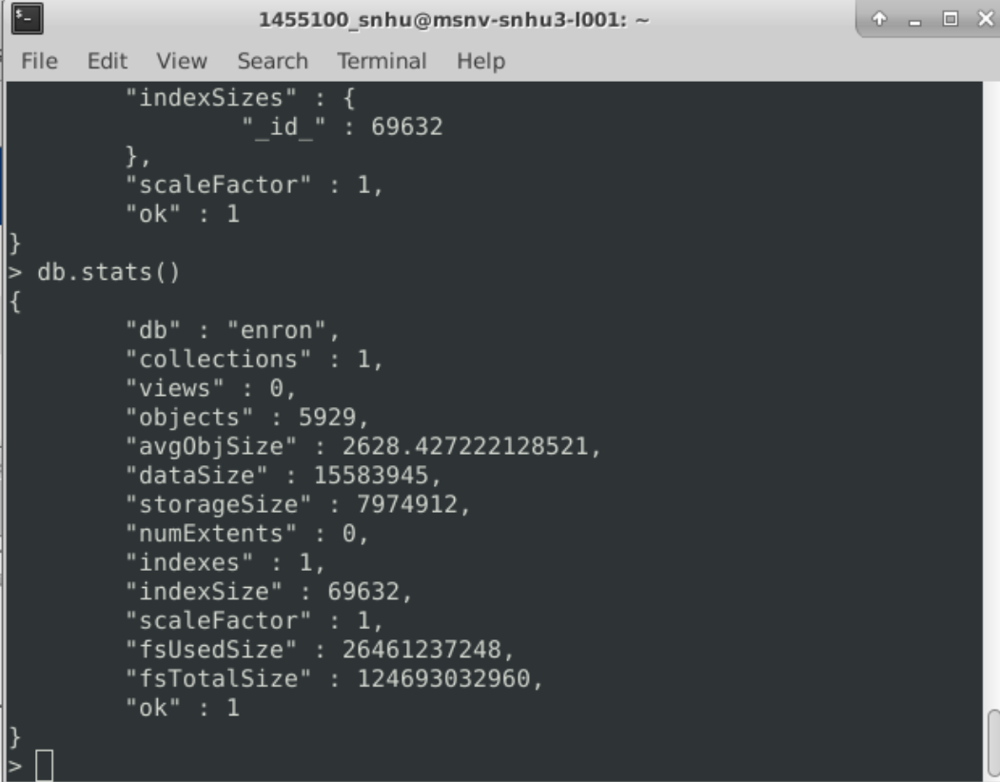 1455100_snhu@msnv-snhu3-l001: ~
File Edit View Search Terminal Help
"indexSizes" : {
"_id_" : 69632
},
"scaleFactor" : 1,
"ok" : 1
}
> db.stats()
{
"db" : "enron",
"collections" : 1,
"views" : 0,
"objects" : 5929,
"avgObjSize" : 2628.427222128521,
"dataSize" : 15583945,
"storageSize" : 7974912,
"numExtents" : 0,
"indexes" : 1,
"indexSize" : 69632,
"scaleFactor" : 1,
"fsUsedSize" : 26461237248,
"fsTotalSize" : 124693032960,
"ok" : 1
}
>